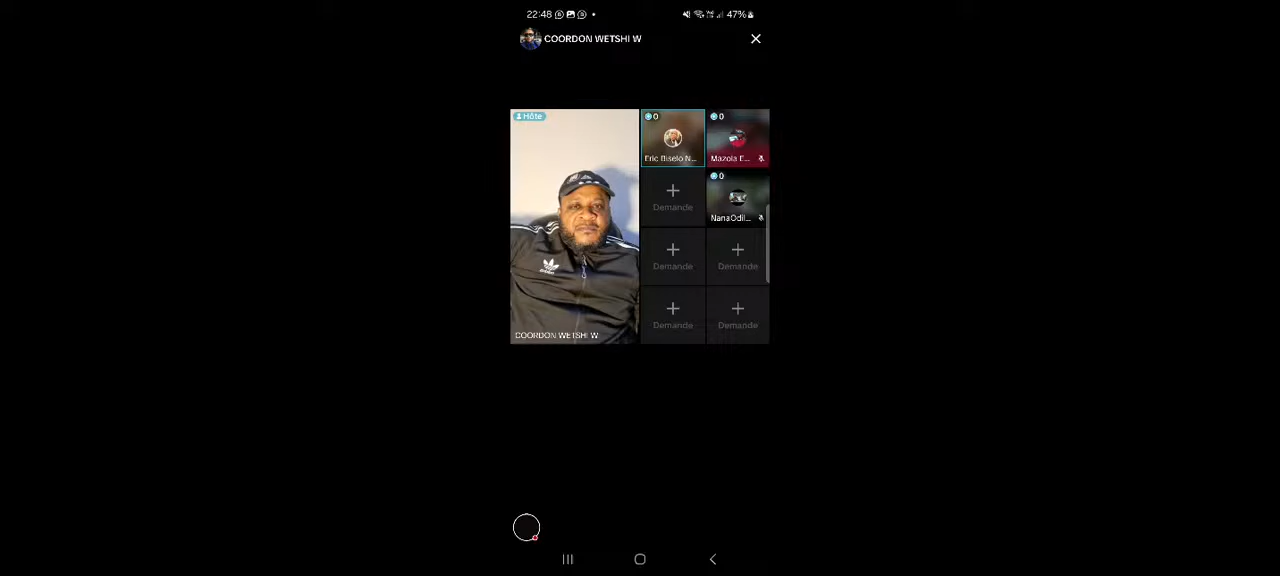 22:48
47%
COORDON WETSHI W
Hôte
0
Eric Biselo N...
0
Mazola E...
Demande
0
NanaOdil...
Demande
Demande
Demande
Demande
adidas
COORDON WETSHI W